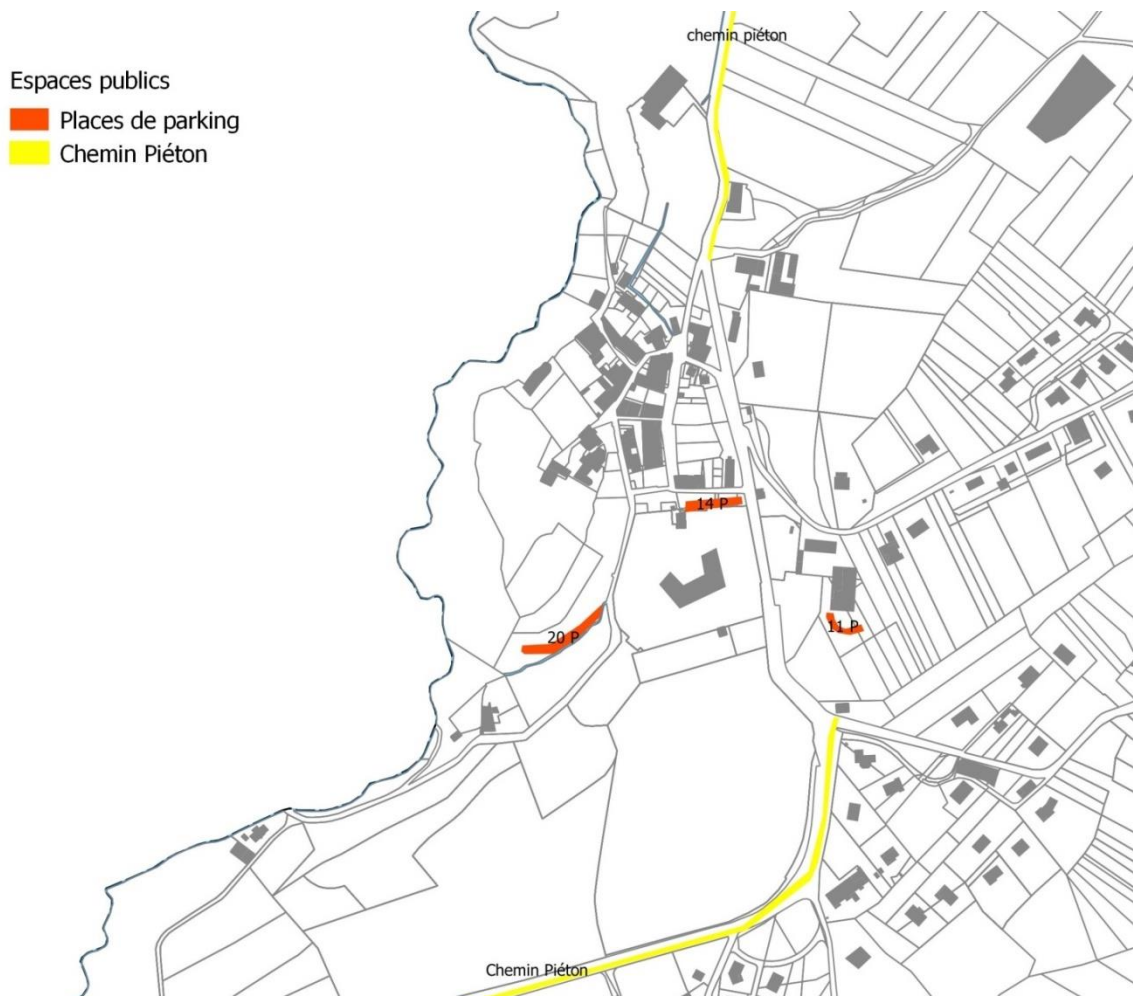 chemin piéton
Espaces publics
Places de parking
Chemin Piéton
14 P
20 P
11 P
Chemin Piéton